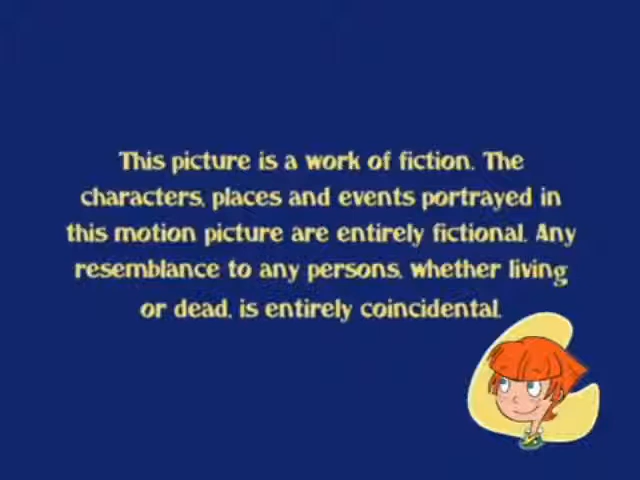 This picture is a work of fiction. The
characters, places and events portrayed in
this motion picture are entirely fictional. Any
resemblance to any persons, whether living
or dead, is entirely coincidental.